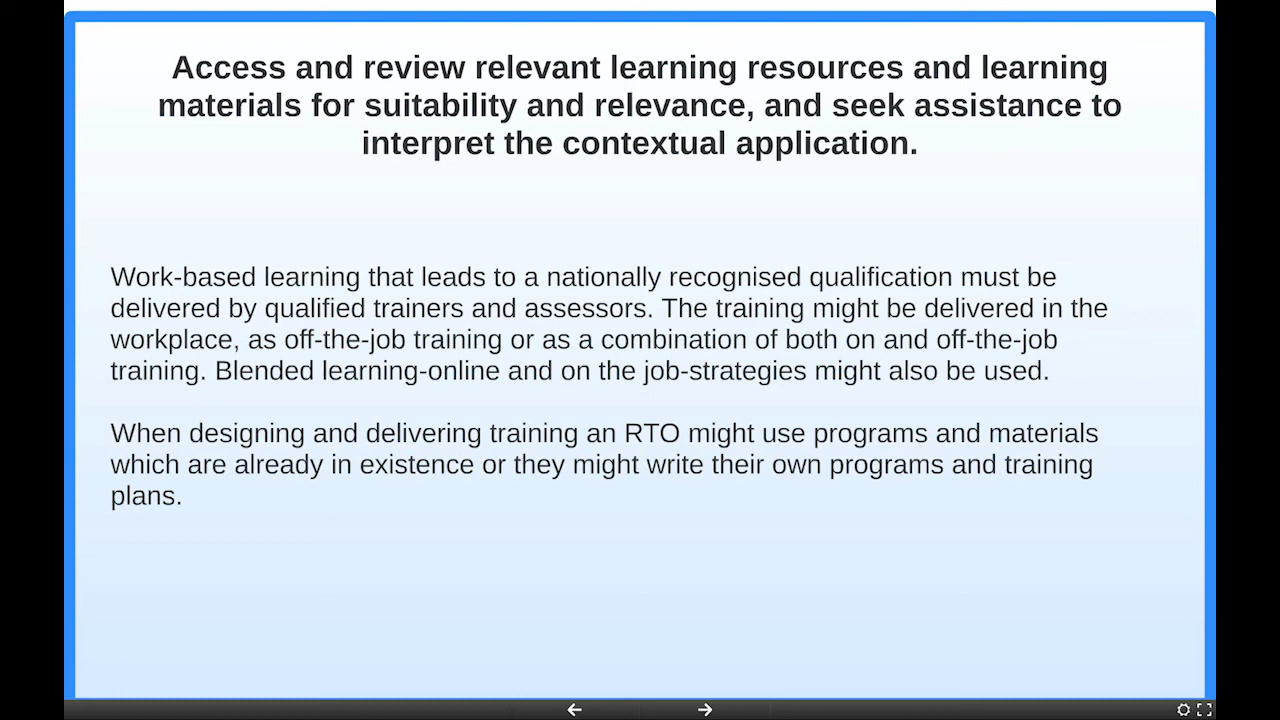 Access and review relevant learning resources and learning
materials for suitability and relevance, and seek assistance to
interpret the contextual application.
Work-based learning that leads to a nationally recognised qualification must be
delivered by qualified trainers and assessors. The training might be delivered in the
workplace, as off-the-job training or as a combination of both on and off-the-job
training. Blended learning-online and on the job-strategies might also be used.
When designing and delivering training an RTO might use programs and materials
which are already in existence or they might write their own programs and training
plans.